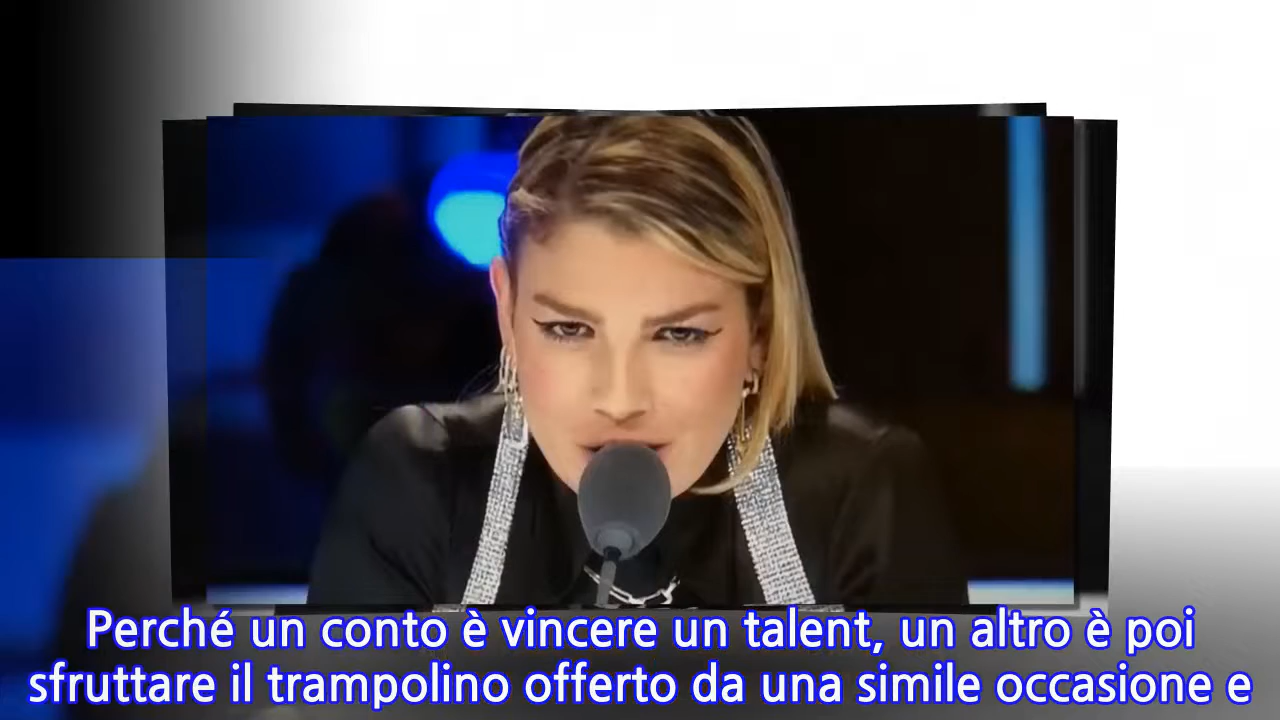 Perché un conto è vincere un talent, un altro è poi
sfruttare il trampolino offerto da una simile occasione e